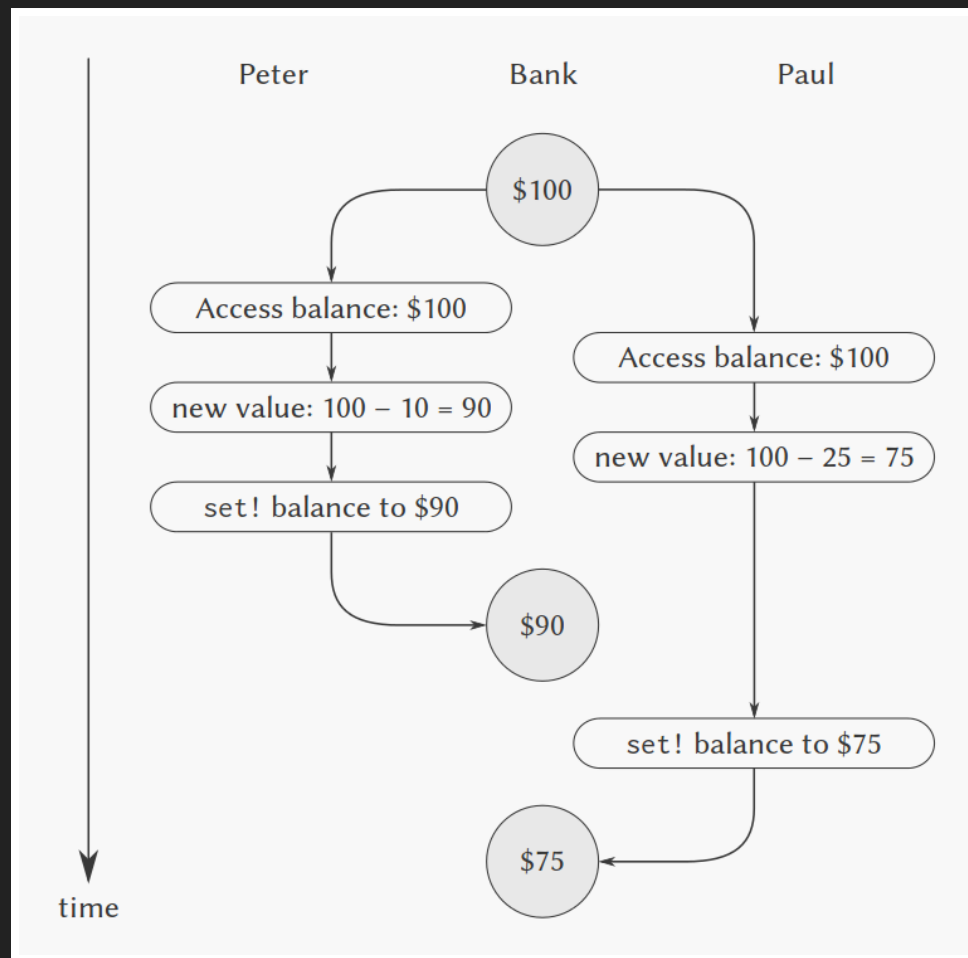 Peter Bank Paul
$100
Access balance: $100
Access balance: $100
new value: 100 – 10 = 90
new value: 100 – 25 = 75
set! balance to $90
$90
set! balance to $75
$75
time